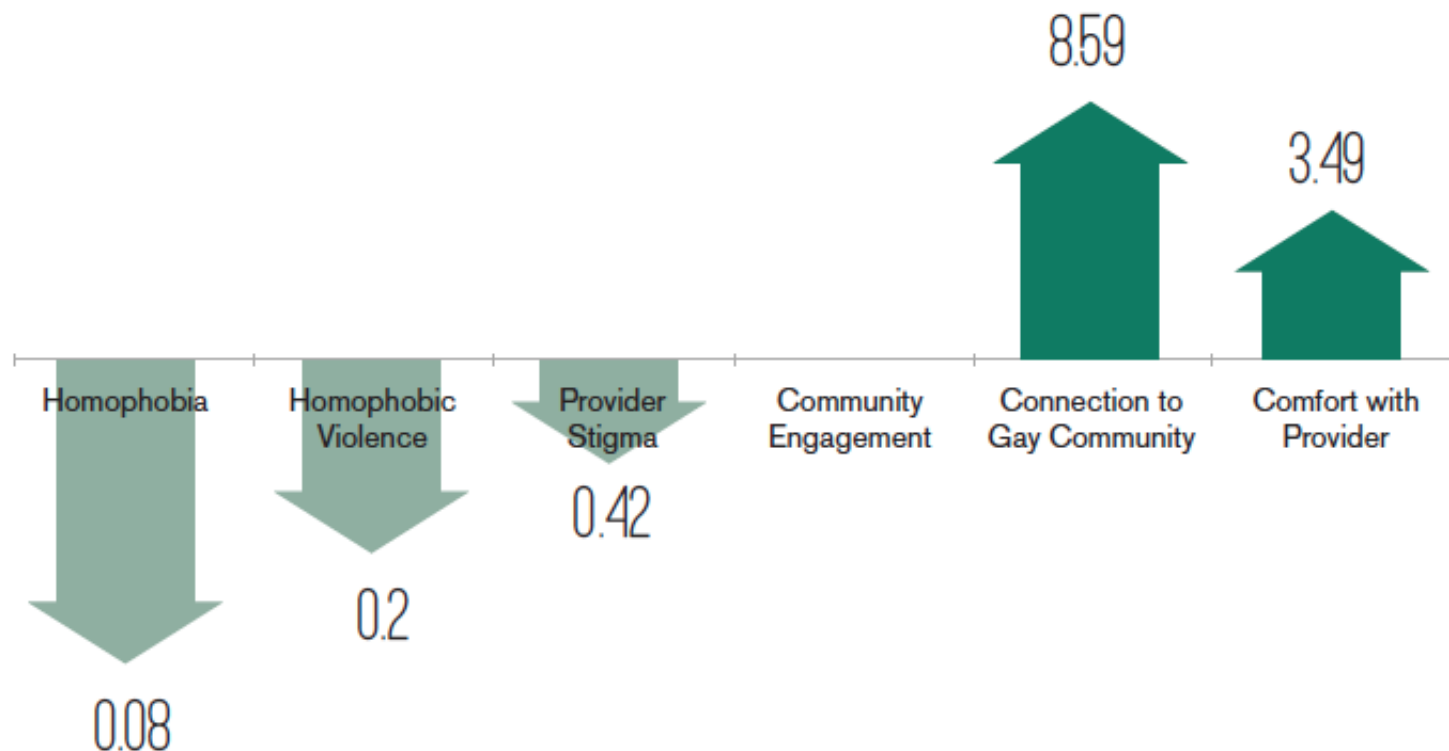 8.59
3.49
Homophobia
Homophobic
Violence
Provider
Stigma
Community
Engagement
Connection to
Gay Community
Comfort with
Provider
0.42
0.2
0.08